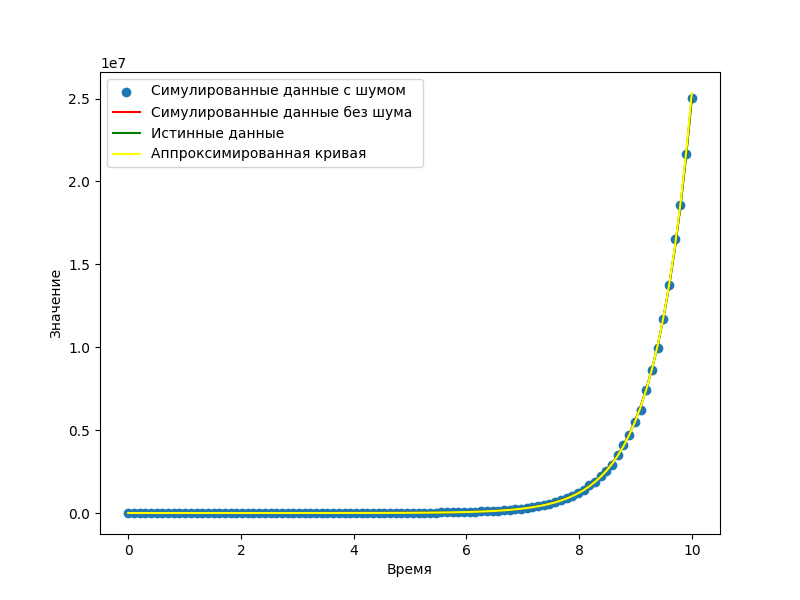 1e7
Симулированные данные с шумом
Симулированные данные без шума
Истинные данные
Аппроксимированная кривая
2.5
2.0
1.5
1.0
0.5
0.0
Значение
0 2 4 6 8 10
Время